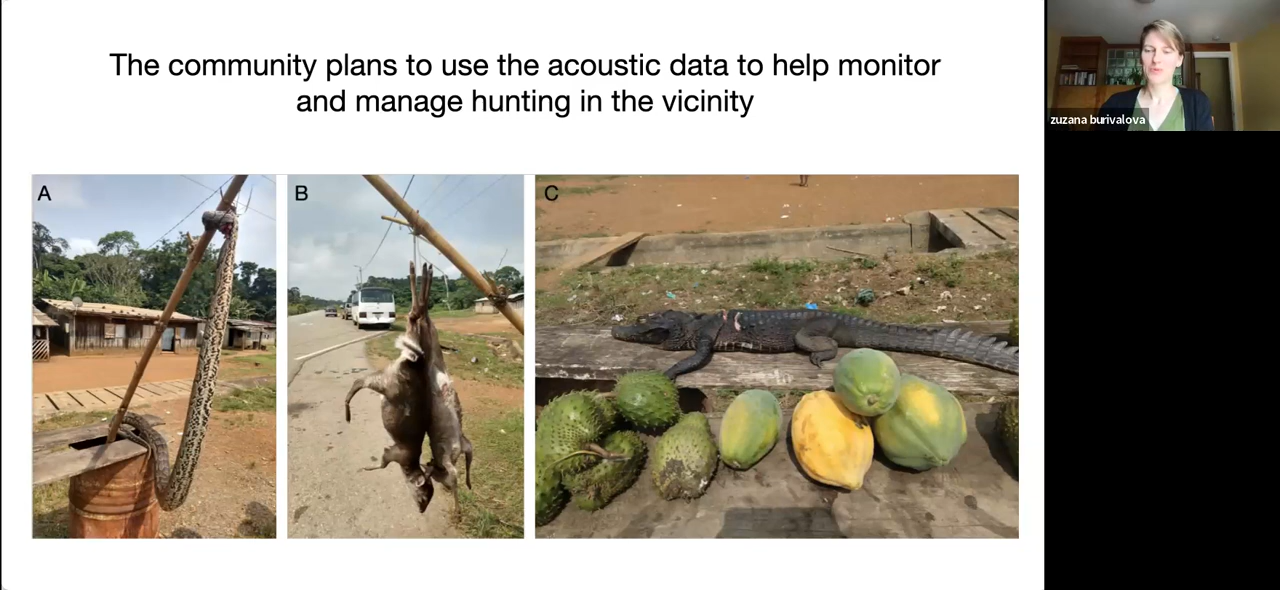 The community plans to use the acoustic data to help monitor
and manage hunting in the vicinity
A
B
C
zuzana burivalova